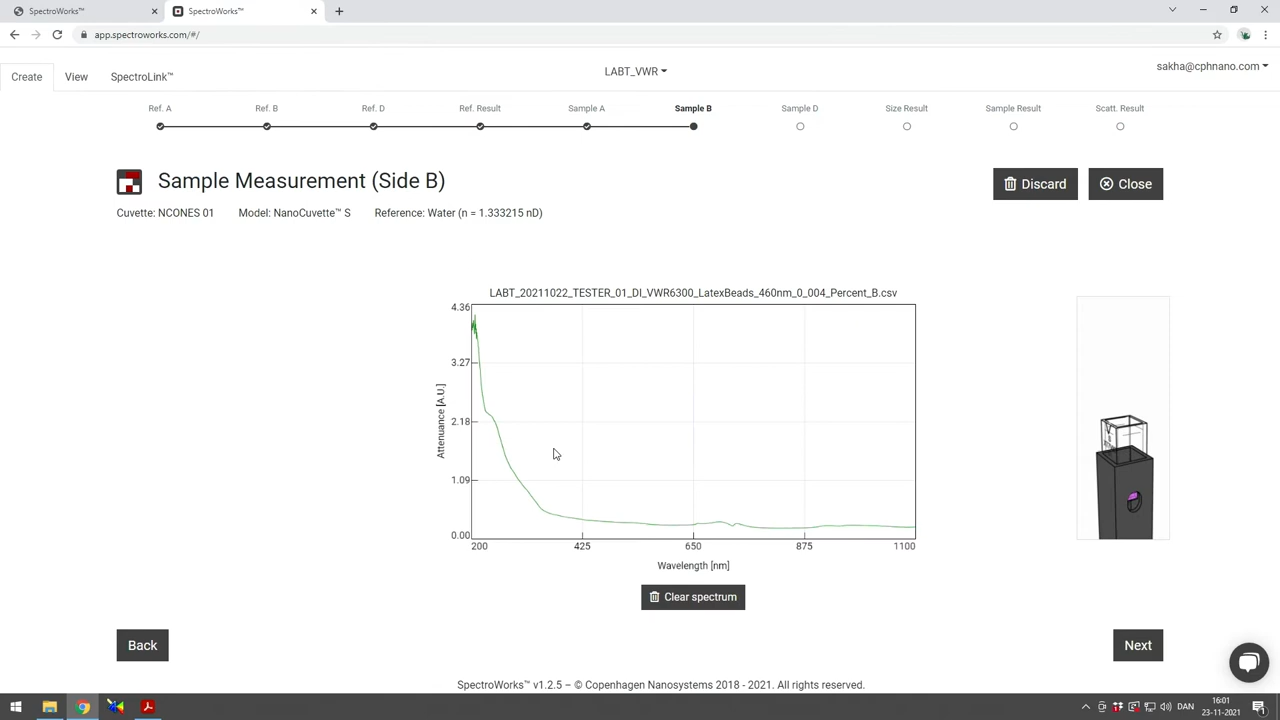 SpectroWorks™
SpectroWorks™
app.spectroworks.com/#/
Create
View
SpectroLink™
LABT_VWR
sakha@cphnano.com
Ref. A
Ref. B
Ref. D
Ref. Result
Sample A
Sample B
Sample D
Size Result
Sample Result
Scatt. Result
Sample Measurement (Side B)
Discard
Close
Cuvette: NCONES 01
Model: NanoCuvette™ S
Reference: Water (n = 1.333215 nD)
LABT_20211022_TESTER_01_DI_VWR6300_LatexBeads_460nm_0_004_Percent_B.csv
4.36
3.27
2.18
1.09
0.00
Attenuance [A.U.]
200
425
650
875
1100
Wavelength [nm]
Clear spectrum
Back
Next
SpectroWorks™ v1.2.5 – © Copenhagen Nanosystems 2018 - 2021. All rights reserved.
DAN
16:01
23-11-2021